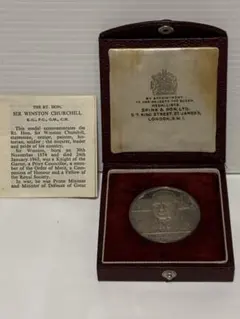 THE RT. HON.
SIR WINSTON CHURCHILL
K.G., O.M., C.H.
This medal commemorates the
Rt. Hon. Sir Winston Churchill,
statesman, orator, painter, his-
torian, soldier; the inspirer, leader
and pride of his country.
Sir Winston, born on 30th
November 1874 and died 24th
January 1965, was a Knight of the
Garter, a Privy Councillor, a mem-
ber of the Order of Merit, a Com-
panion of Honour and a Fellow of
the Royal Society.
In war, he was Prime Minister
and Minister of Defence of Great
BY APPOINTMENT
TO HER MAJESTY THE QUEEN
MEDALLISTS
SPINK & SON, LTD.
5-7, KING STREET, ST JAMES'S,
LONDON, S.W.1.